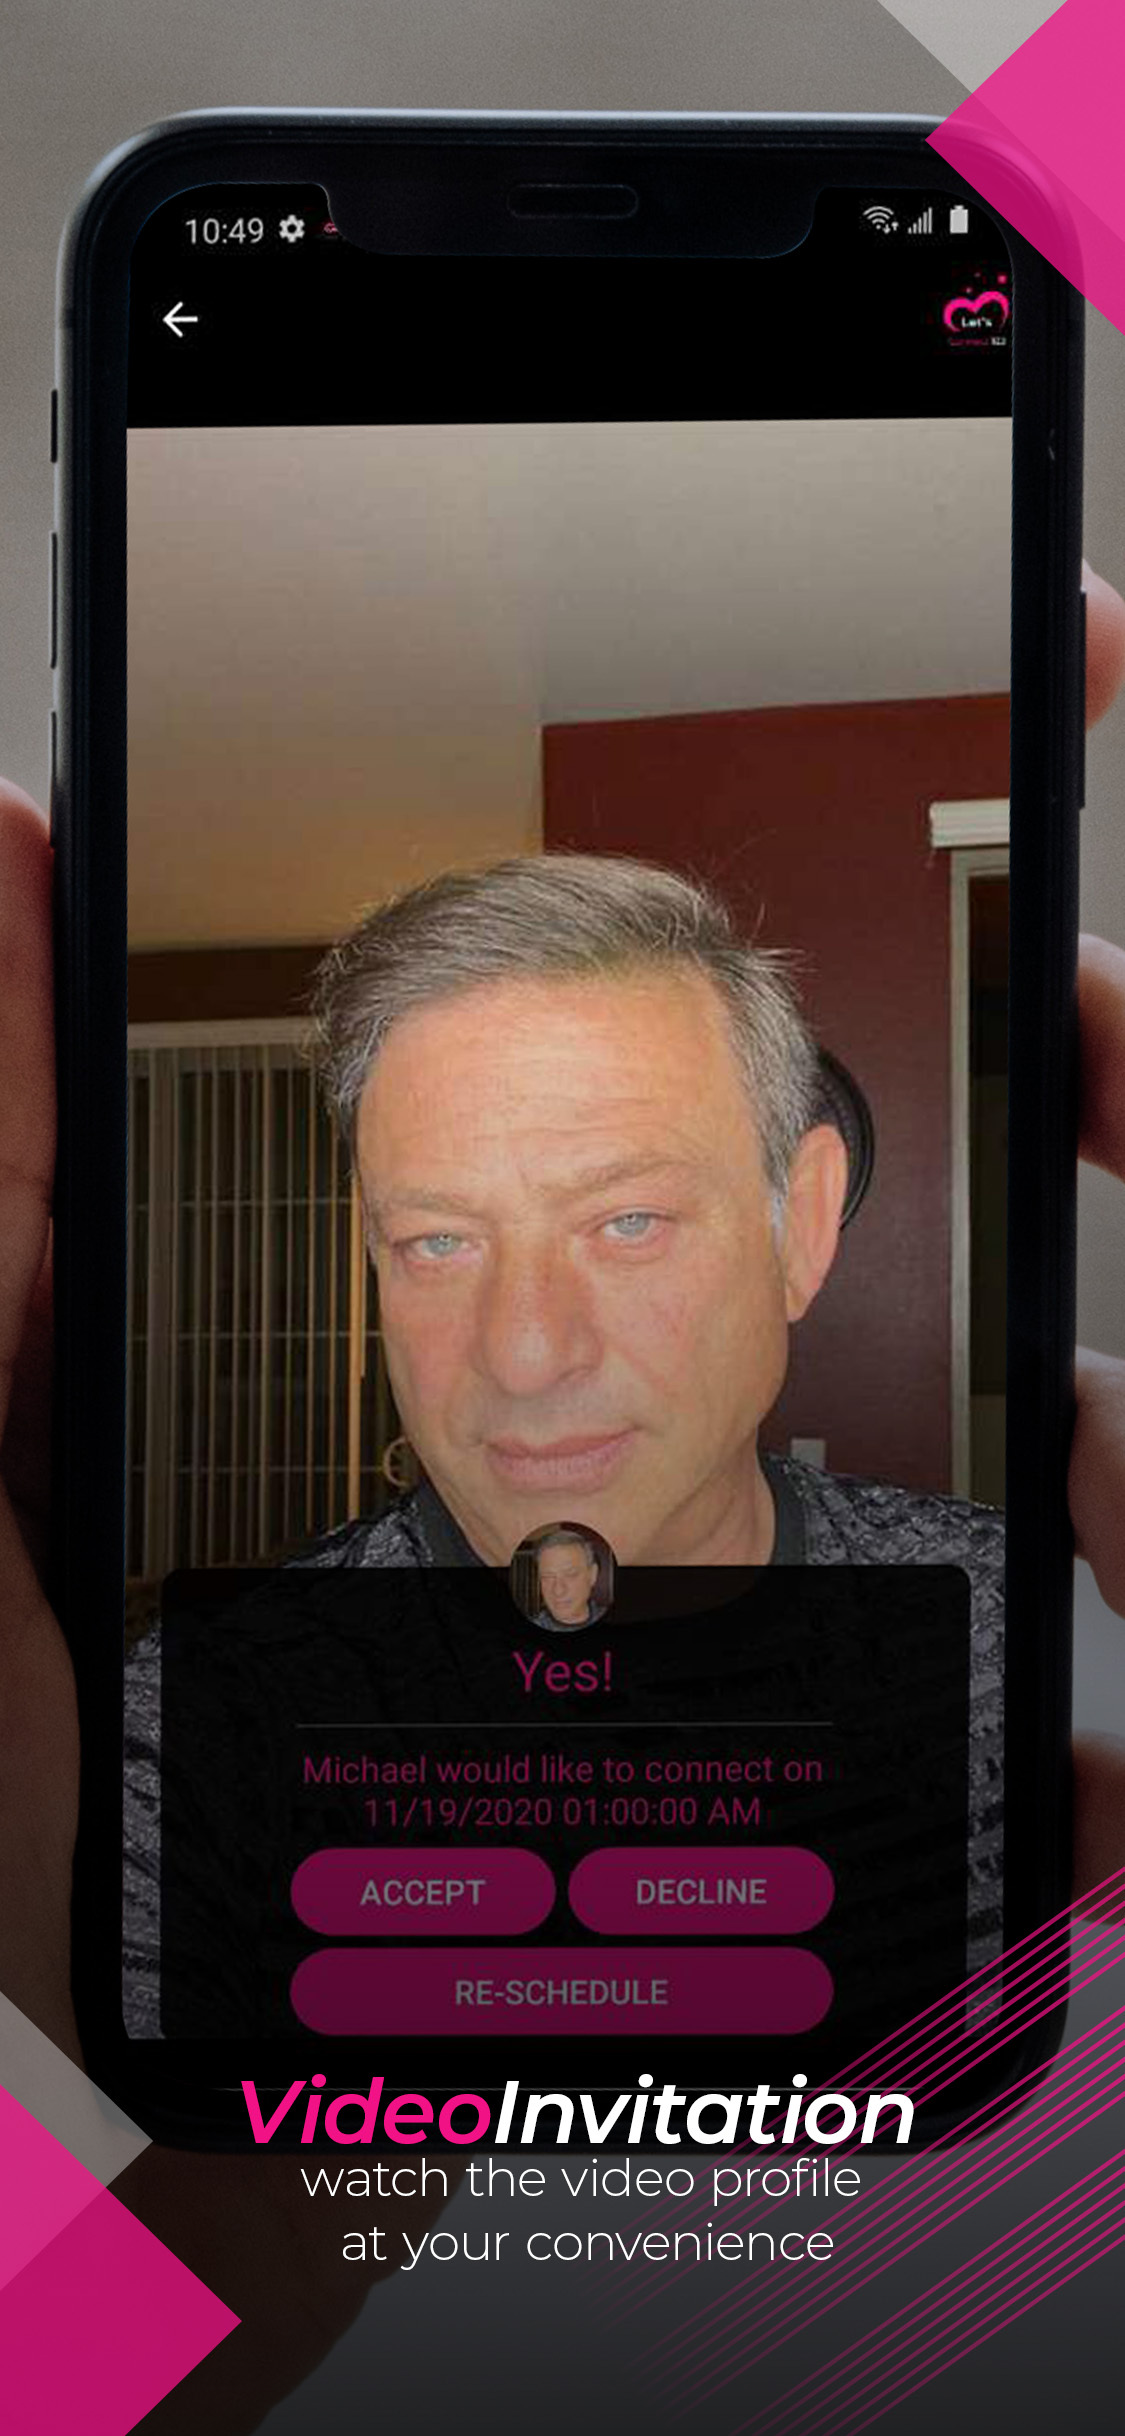 10:49
Let's
Yes!
Michael would like to connect on
11/19/2020 01:00:00 AM
ACCEPT
DECLINE
RE-SCHEDULE
VideoInvitation
watch the video profile
at your convenience